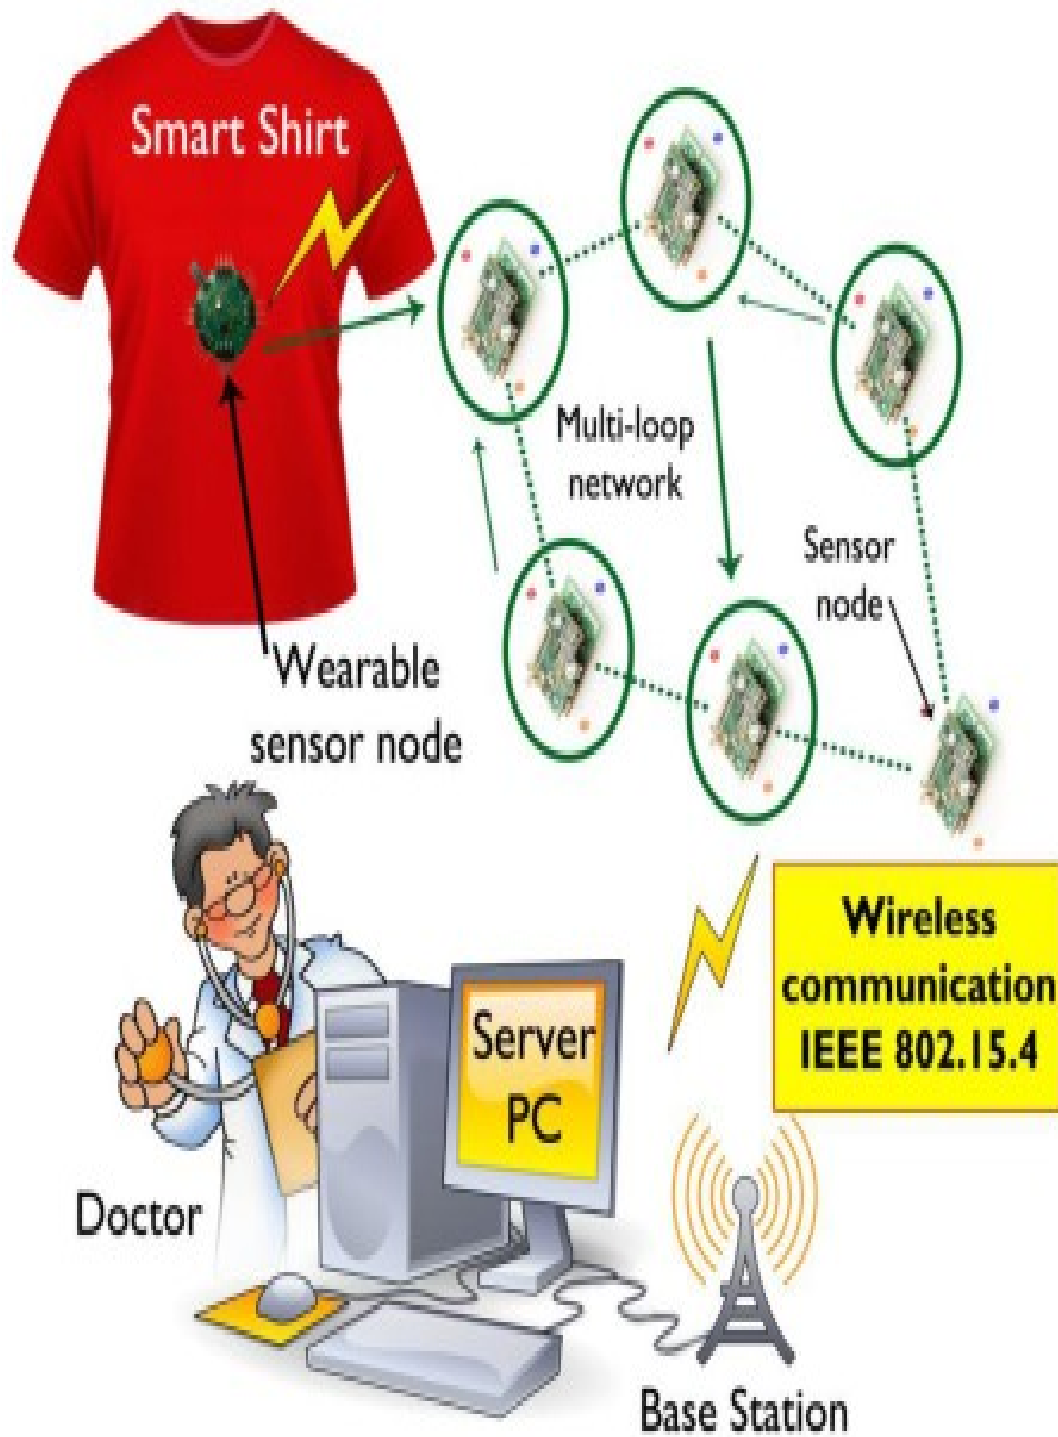 Smart Shirt
Multi-loop
network
Sensor
node
Wearable
sensor node
Wireless
communication
IEEE 802.15.4
Server
PC
Doctor
Base Station